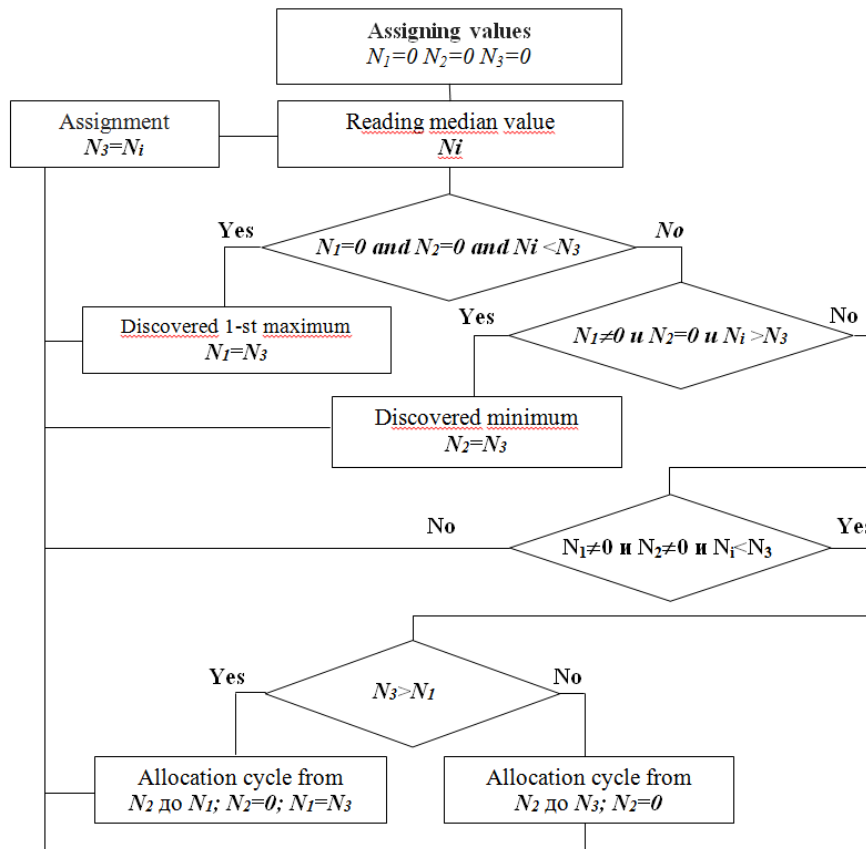 Assigning values
N₁=0 N₂=0 N₃=0
Assignment
N₃=Nᵢ
Reading median value
Ni
Yes
No
N₁=0 and N₂=0 and Ni <N₃
Discovered 1-st maximum
N₁=N₃
Yes
No
N₁≠0 и N₂=0 и Nᵢ >N₃
Discovered minimum
N₂=N₃
No
Yes
N₁≠0 и N₂≠0 и Nᵢ<N₃
Yes
No
N₃>N₁
Allocation cycle from
N₂ до N₁; N₂=0; N₁=N₃
Allocation cycle from
N₂ до N₃; N₂=0